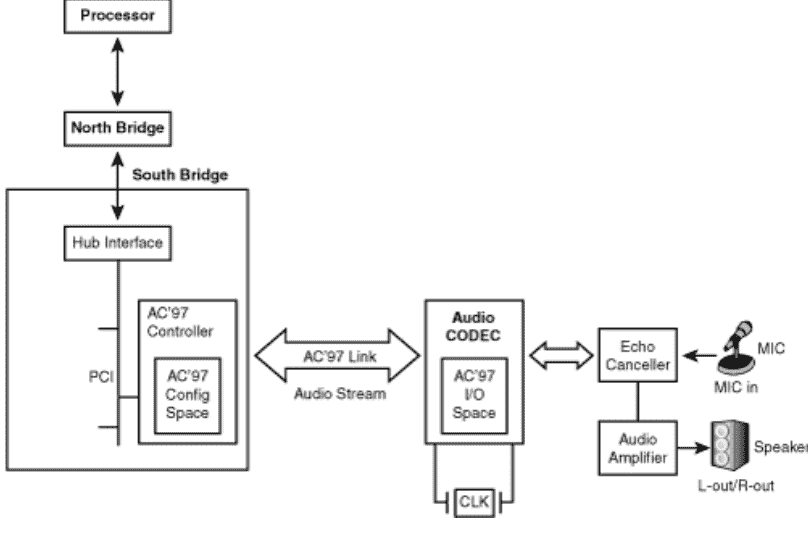 Processor
North Bridge
South Bridge
Hub Interface
AC'97
Controller
PCI
AC'97
Config
Space
AC'97 Link
Audio Stream
Audio
CODEC
AC'97
I/O
Space
CLK
Echo
Canceller
MIC
MIC in
Audio
Amplifier
Speaker
L-out/R-out